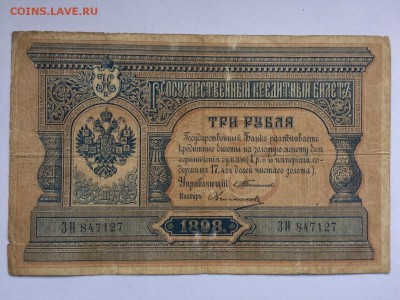 COINS.LAVE.RU
ГОСУДАРСТВЕННЫЙ КРЕДИТНЫЙ БИЛЕТЪ
ТРИ РУБЛЯ
Государственный Банкъ размѣниваетъ
кредитные билеты на золотую монету безъ
ограниченія суммы (1 р. = 1/15 имперіала, со-
держитъ 17,424 долей чистаго золота).
Управляющій
Кассиръ
ЗИ 847127
1898
ЗИ 847127